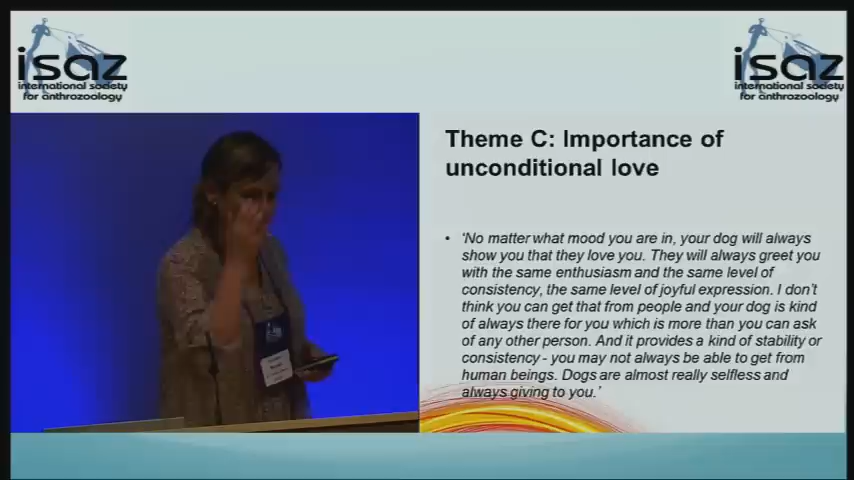 isaz
international society
for anthrozoology
isaz
international society
for anthrozoology
Theme C: Importance of
unconditional love
• ‘No matter what mood you are in, your dog will always
show you that they love you. They will always greet you
with the same enthusiasm and the same level of
consistency, the same level of joyful expression. I don’t
think you can get that from people and your dog is kind
of always there for you which is more than you can ask
of any other person. And it provides a kind of stability or
consistency - you may not always be able to get from
human beings. Dogs are almost really selfless and
always giving to you.’